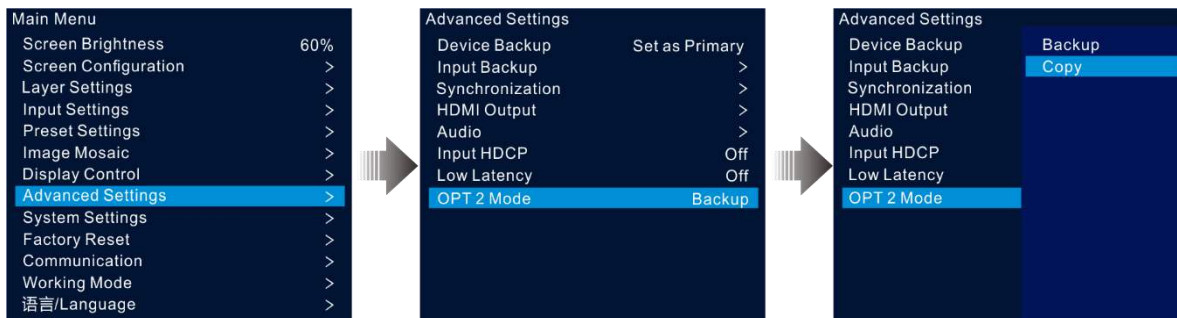 Main Menu
Screen Brightness 60%
Screen Configuration >
Layer Settings >
Input Settings >
Preset Settings >
Image Mosaic >
Display Control >
Advanced Settings >
System Settings >
Factory Reset >
Communication >
Working Mode >
语言/Language >
Advanced Settings
Device Backup Set as Primary
Input Backup >
Synchronization >
HDMI Output >
Audio >
Input HDCP Off
Low Latency Off
OPT 2 Mode Backup
Advanced Settings
Device Backup Backup
Input Backup Copy
Synchronization
HDMI Output
Audio
Input HDCP
Low Latency
OPT 2 Mode